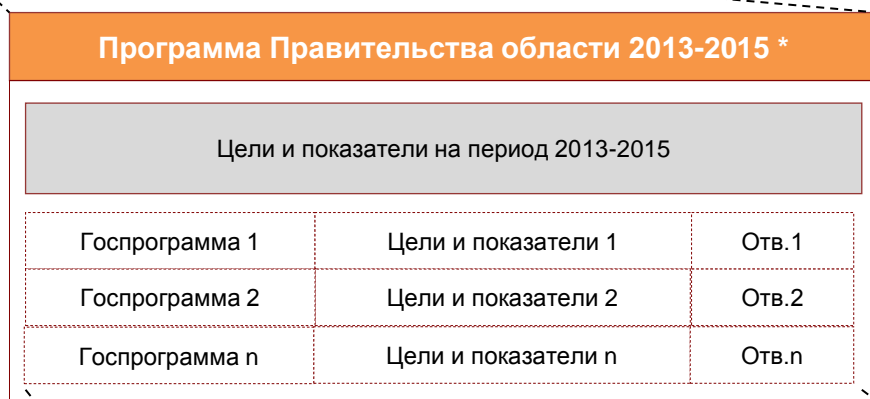 Программа Правительства области 2013-2015 *
Цели и показатели на период 2013-2015
Госпрограмма 1 Цели и показатели 1 Отв.1
Госпрограмма 2 Цели и показатели 2 Отв.2
Госпрограмма n Цели и показатели n Отв.n